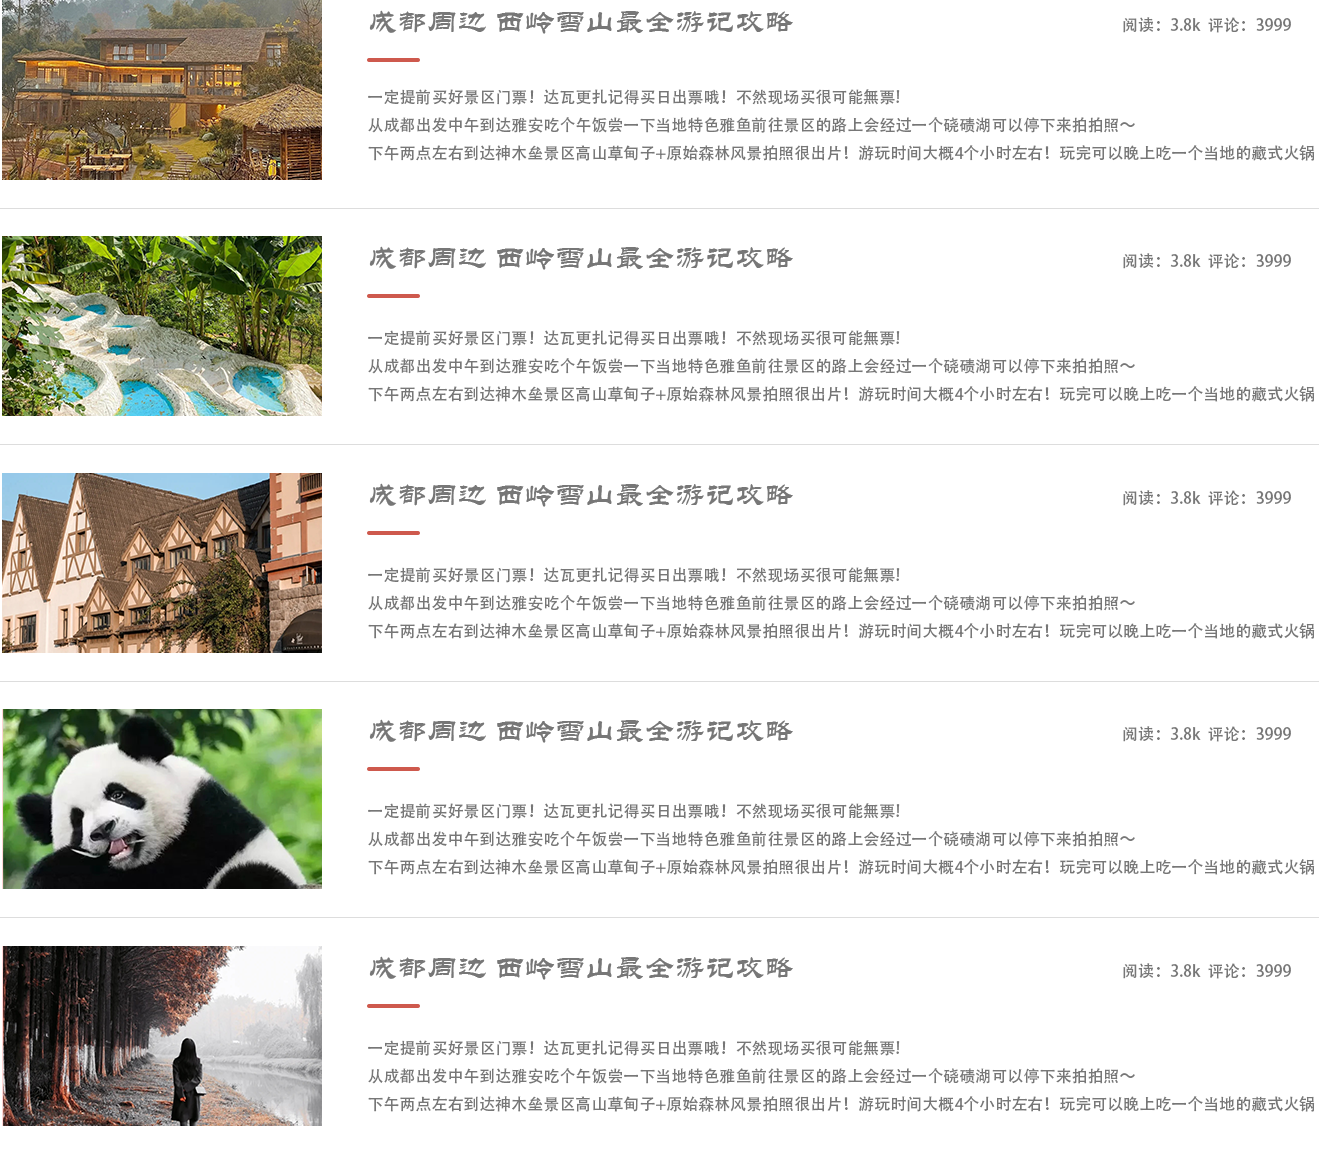 成都周边 西岭雪山最全游记攻略
阅读：3.8k 评论：3999
一定提前买好景区门票！达瓦更扎记得买日出票哦！不然现场买很可能無票！
从成都出发中午到达雅安吃个午饭尝一下当地特色雅鱼前往景区的路上会经过一个硗碛湖可以停下来拍拍照～
下午两点左右到达神木垒景区高山草甸子+原始森林风景拍照很出片！游玩时间大概4个小时左右！玩完可以晚上吃一个当地的藏式火锅
成都周边 西岭雪山最全游记攻略
阅读：3.8k 评论：3999
一定提前买好景区门票！达瓦更扎记得买日出票哦！不然现场买很可能無票！
从成都出发中午到达雅安吃个午饭尝一下当地特色雅鱼前往景区的路上会经过一个硗碛湖可以停下来拍拍照～
下午两点左右到达神木垒景区高山草甸子+原始森林风景拍照很出片！游玩时间大概4个小时左右！玩完可以晚上吃一个当地的藏式火锅
成都周边 西岭雪山最全游记攻略
阅读：3.8k 评论：3999
一定提前买好景区门票！达瓦更扎记得买日出票哦！不然现场买很可能無票！
从成都出发中午到达雅安吃个午饭尝一下当地特色雅鱼前往景区的路上会经过一个硗碛湖可以停下来拍拍照～
下午两点左右到达神木垒景区高山草甸子+原始森林风景拍照很出片！游玩时间大概4个小时左右！玩完可以晚上吃一个当地的藏式火锅
成都周边 西岭雪山最全游记攻略
阅读：3.8k 评论：3999
一定提前买好景区门票！达瓦更扎记得买日出票哦！不然现场买很可能無票！
从成都出发中午到达雅安吃个午饭尝一下当地特色雅鱼前往景区的路上会经过一个硗碛湖可以停下来拍拍照～
下午两点左右到达神木垒景区高山草甸子+原始森林风景拍照很出片！游玩时间大概4个小时左右！玩完可以晚上吃一个当地的藏式火锅
成都周边 西岭雪山最全游记攻略
阅读：3.8k 评论：3999
一定提前买好景区门票！达瓦更扎记得买日出票哦！不然现场买很可能無票！
从成都出发中午到达雅安吃个午饭尝一下当地特色雅鱼前往景区的路上会经过一个硗碛湖可以停下来拍拍照～
下午两点左右到达神木垒景区高山草甸子+原始森林风景拍照很出片！游玩时间大概4个小时左右！玩完可以晚上吃一个当地的藏式火锅